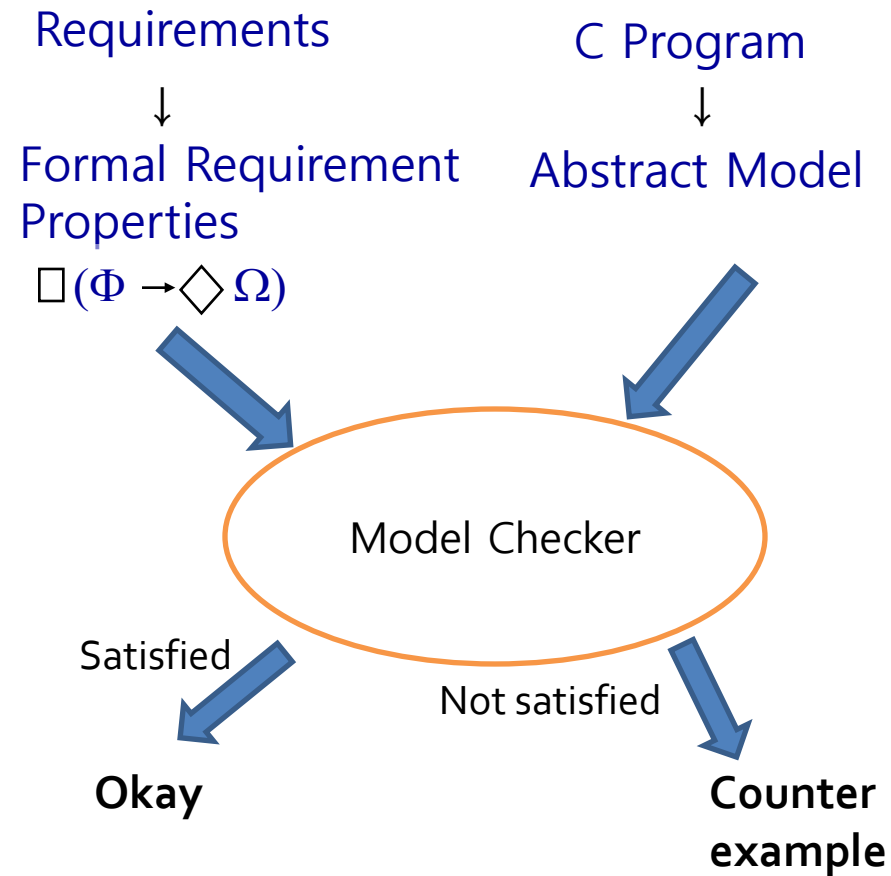 Requirements
↓
Formal Requirement
Properties
□(Φ →◇ Ω)
C Program
↓
Abstract Model
Model Checker
Satisfied
Not satisfied
Okay
Counter
example